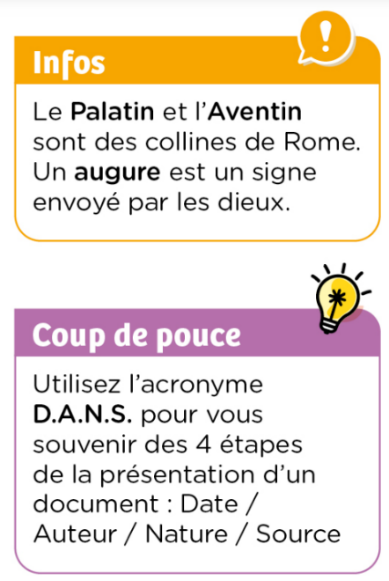 Infos
Le Palatin et l'Aventin
sont des collines de Rome.
Un augure est un signe
envoyé par les dieux.
Coup de pouce
Utilisez l'acronyme
D.A.N.S. pour vous
souvenir des 4 étapes
de la présentation d'un
document : Date /
Auteur / Nature / Source